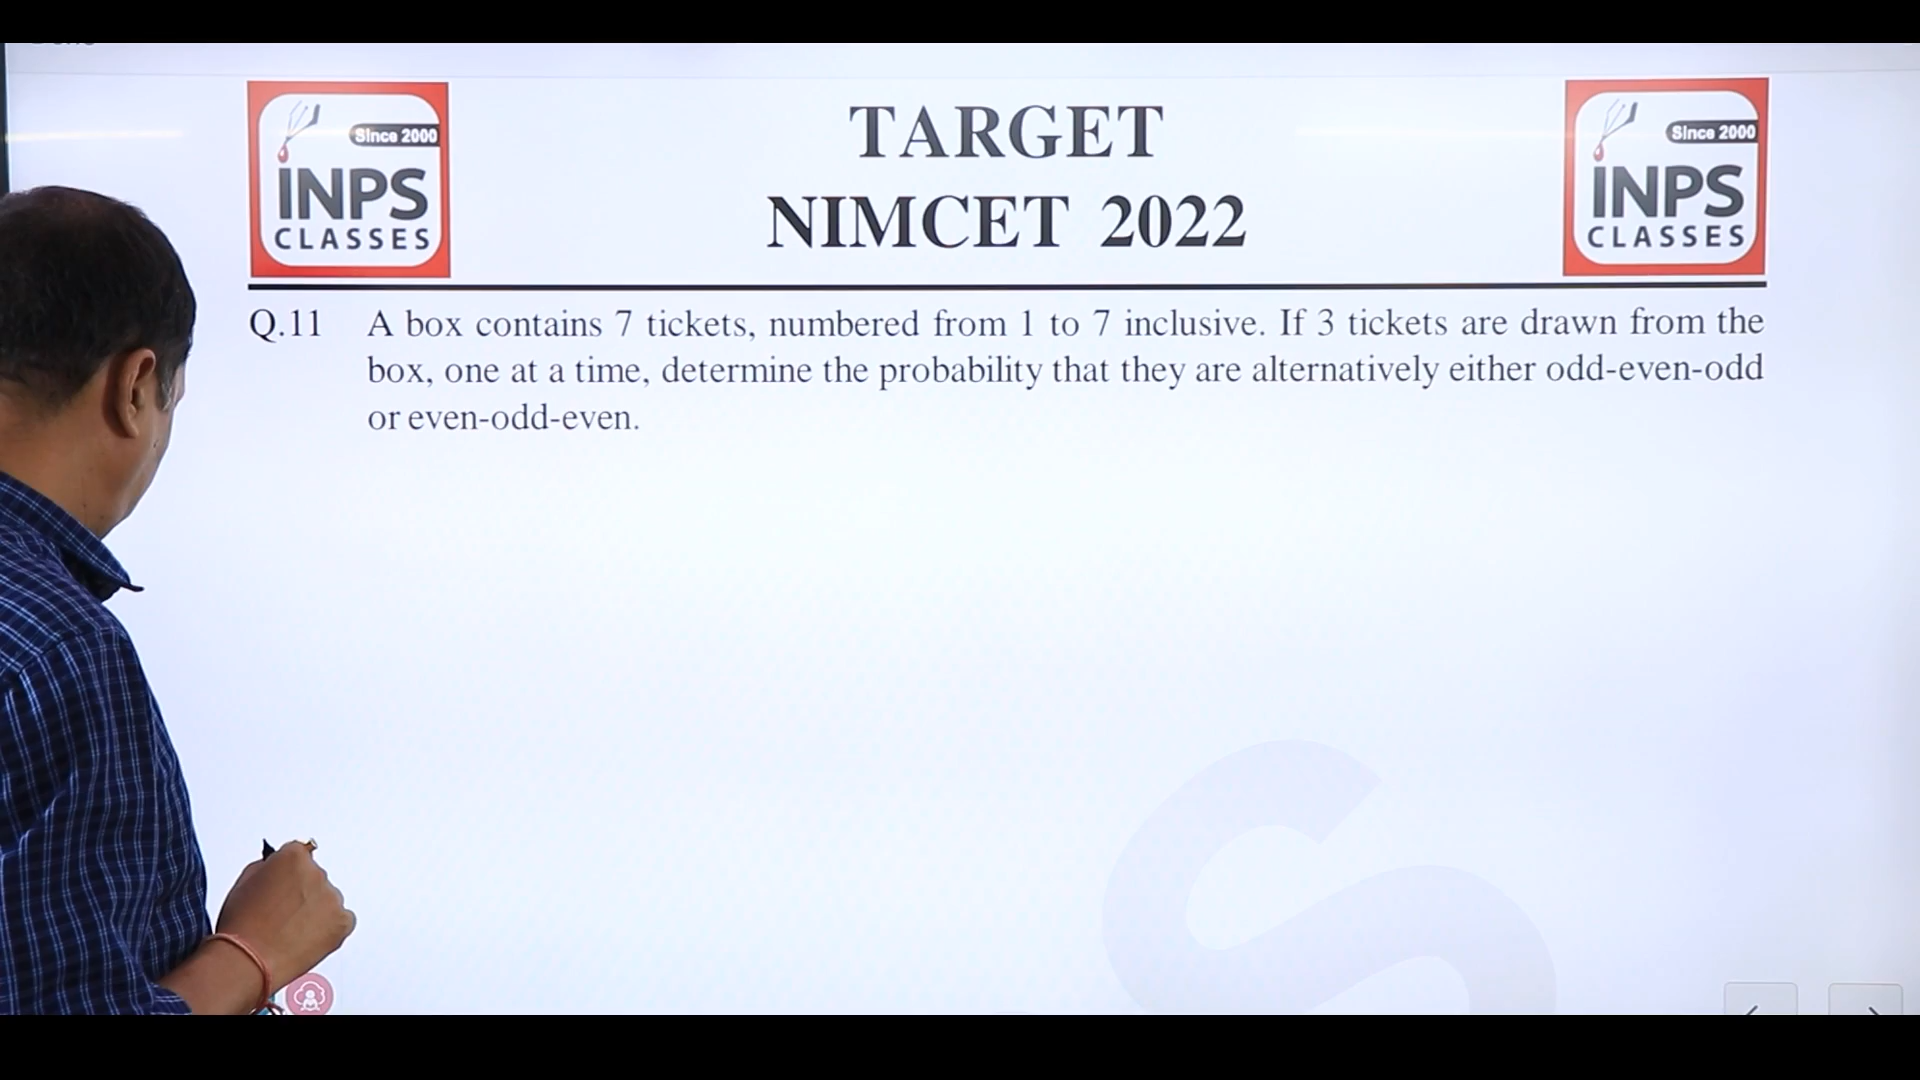 Since 2000
INPS
CLASSES
TARGET
NIMCET 2022
Since 2000
INPS
CLASSES
Q.11 A box contains 7 tickets, numbered from 1 to 7 inclusive. If 3 tickets are drawn from the
box, one at a time, determine the probability that they are alternatively either odd-even-odd
or even-odd-even.